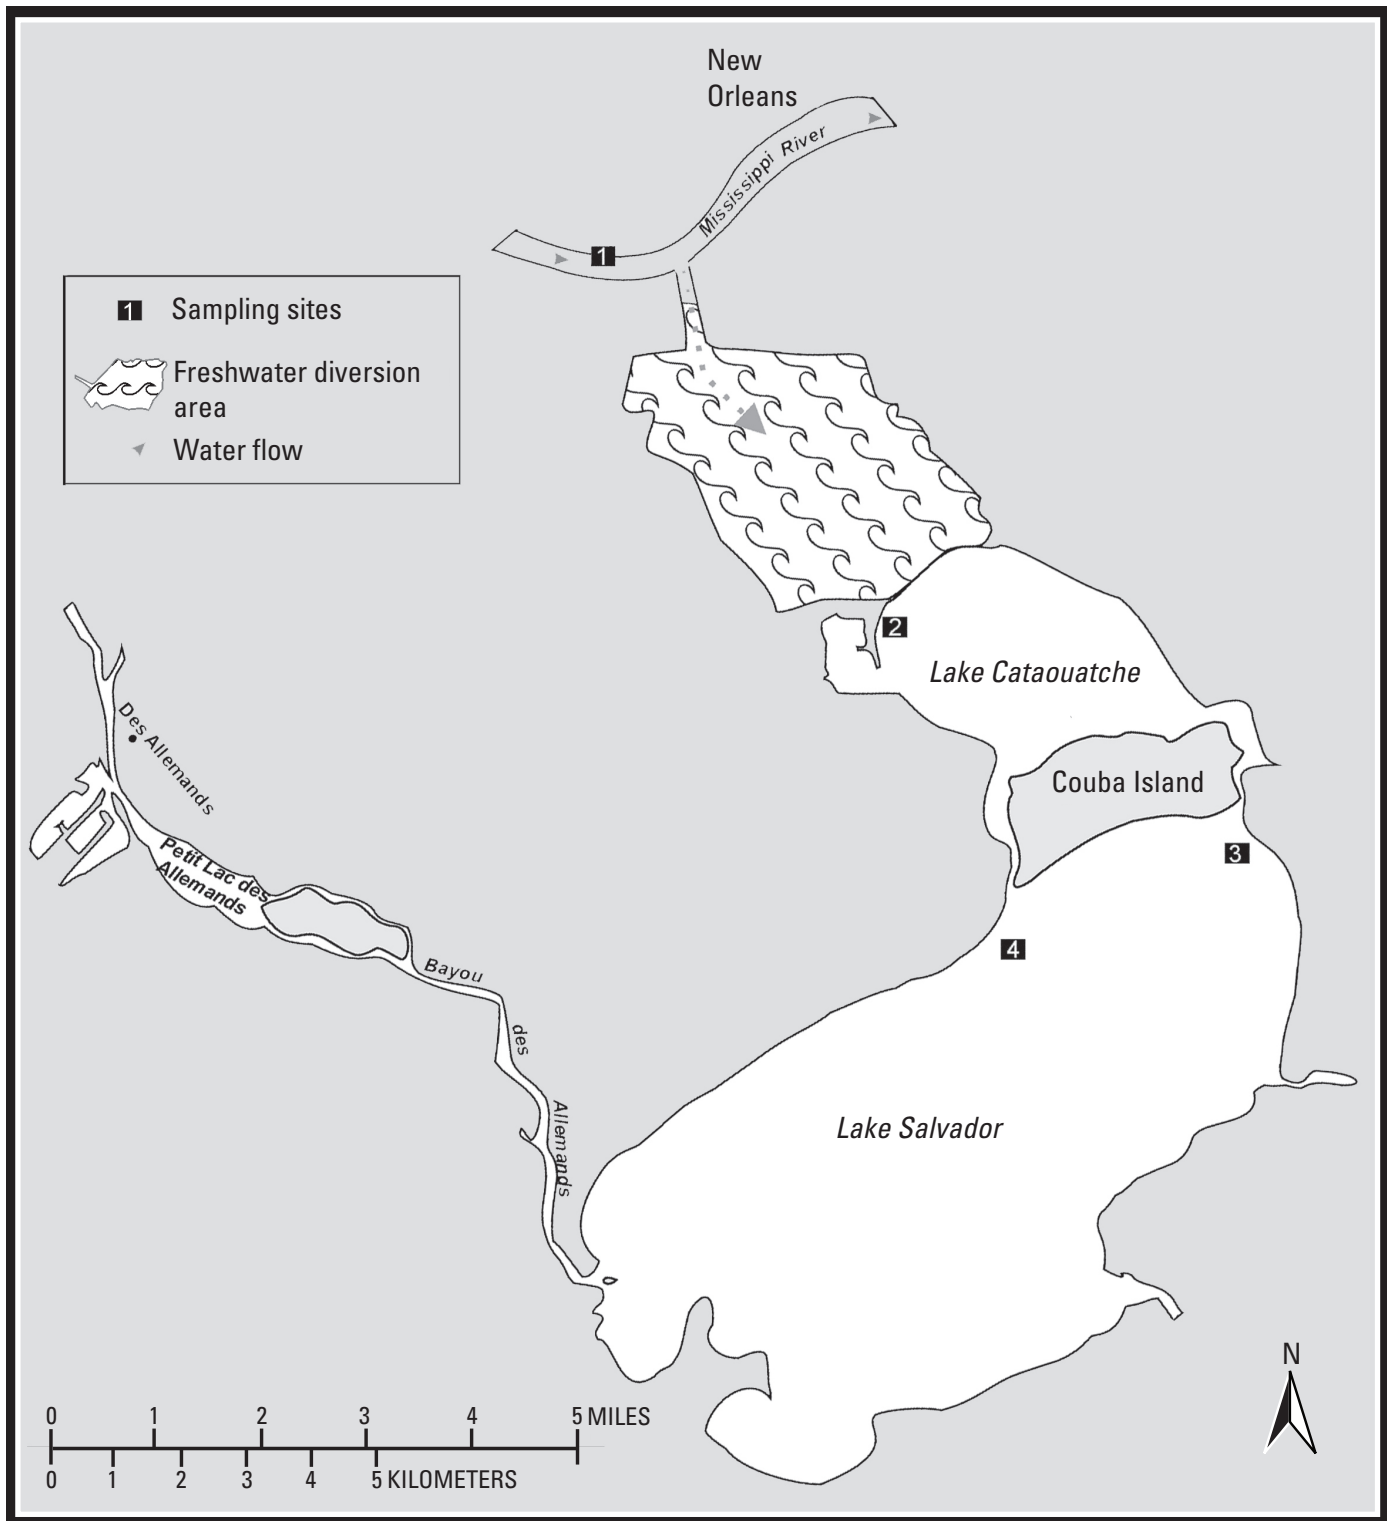 New
Orleans
Mississippi River
1
1 Sampling sites
Freshwater diversion
area
Water flow
2
Lake Cataouatche
Des Allemands
Couba Island
3
Petit Lac des
Allemands
4
Bayou
des
Allemands
Lake Salvador
N
0 1 2 3 4 5 MILES
0 1 2 3 4 5 KILOMETERS